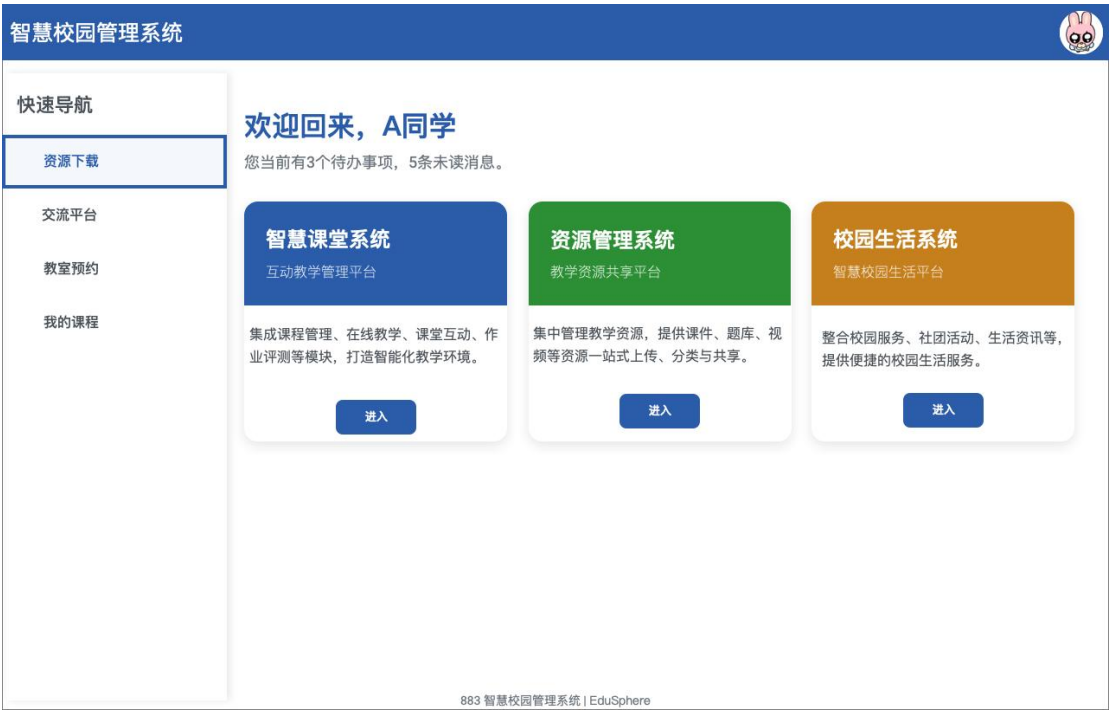 智慧校园管理系统
快速导航
资源下载
交流平台
教室预约
我的课程
欢迎回来，A同学
您当前有3个待办事项，5条未读消息。
智慧课堂系统
互动教学管理平台
集成课程管理、在线教学、课堂互动、作
业评测等模块，打造智能化教学环境。
进入
资源管理系统
教学资源共享平台
集中管理教学资源，提供课件、题库、视
频等资源一站式上传、分类与共享。
进入
校园生活系统
智慧校园生活平台
整合校园服务、社团活动、生活资讯等，
提供便捷的校园生活服务。
进入
883 智慧校园管理系统 | EduSphere